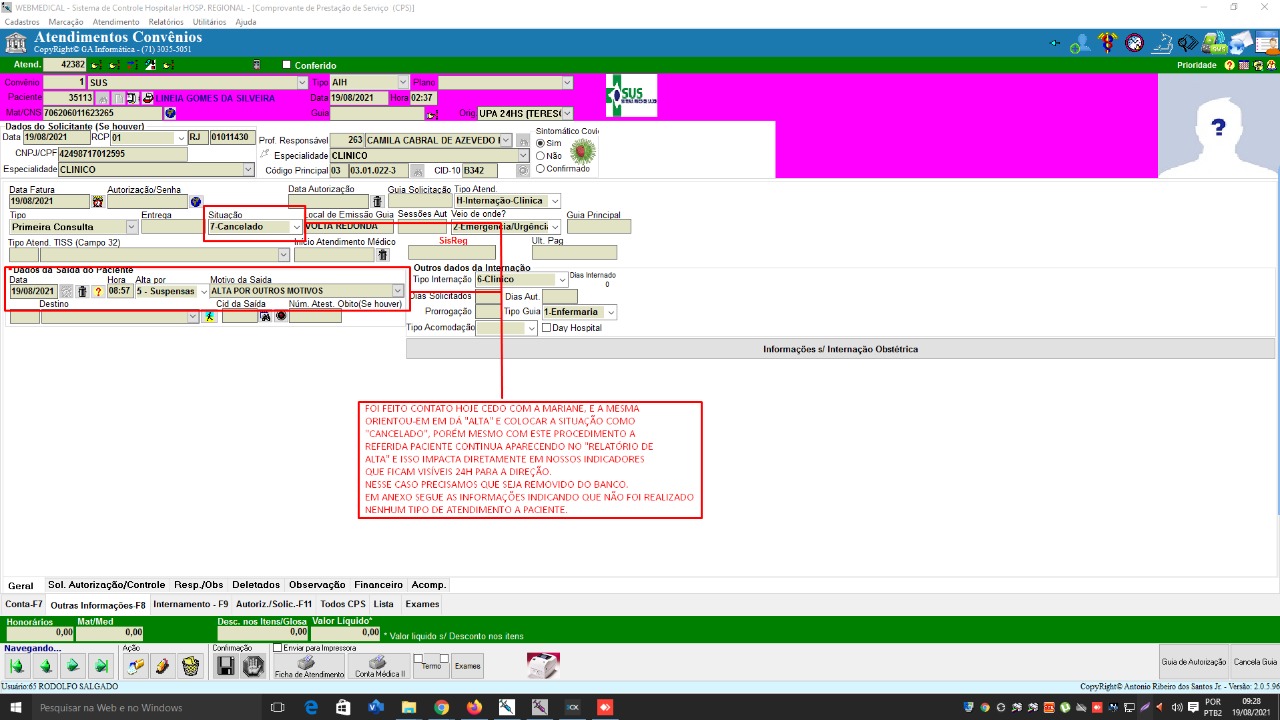 WEBMEDICAL - Sistema de Controle Hospitalar HOSP. REGIONAL - [Comprovante de Prestação de Serviço (CPS)]
Cadastros Marcação Atendimento Relatórios Utilitários Ajuda
Atendimentos Convênios
CopyRight© GA Informática - (71) 3035-5051
Atend. 42382 Conferido Prioridade
Convênio 1 SUS Tipo AIH Plano
Paciente 35113 LINEIA GOMES DA SILVEIRA Data 19/08/2021 Hora 02:37
Mat/CNS 706206011623265 Guia Orig UPA 24HS (TERES(
SUS
Dados do Solicitante (Se houver)
Data 19/08/2021 RCP 01 RJ 01011430
CNPJ/CPF 42498717012595
Especialidade CLINICO
Prof. Responsável 263 CAMILA CABRAL DE AZEVEDO
Especialidade CLINICO
Código Principal 03 03.01.022-3 CID-10 B342
Sintomático Covi
Sim
Não
Confirmado
Data Fatura Autorização/Senha Data Autorização Guia Solicitação Tipo Atend.
19/08/2021 H-Internação-Clínica
Tipo Entrega Situação Local de Emissão Guia Sessões Aut Veio de onde? Guia Principal
Primeira Consulta 7-Cancelado VOLTA REDONDA 2-Emergência/Urgênci
Tipo Atend. TISS (Campo 32) Início Atendimento Médico SisReg Ult. Pag
Dados da Saída do Paciente
Data Hora Alta por Motivo da Saida
19/08/2021 08:57 5 - Suspensas ALTA POR OUTROS MOTIVOS
Destino Cid da Saída Núm. Atest. Obito(Se houver)
Outros dados da Internação
Tipo Internação 6-Clínico Dias Internado
0
Dias Solicitados Dias Aut.
Prorrogação Tipo Guia 1-Enfermaria
Tipo Acomodação Day Hospital
Informações s/ Internação Obstétrica
FOI FEITO CONTATO HOJE CEDO COM A MARIANE, E A MESMA
ORIENTOU-EM EM DÁ "ALTA" E COLOCAR A SITUAÇÃO COMO
"CANCELADO", PORÉM MESMO COM ESTE PROCEDIMENTO A
REFERIDA PACIENTE CONTINUA APARECENDO NO "RELATÓRIO DE
ALTA" E ISSO IMPACTA DIRETAMENTE EM NOSSOS INDICADORES
QUE FICAM VISÍVEIS 24H PARA A DIREÇÃO.
NESSE CASO PRECISAMOS QUE SEJA REMOVIDO DO BANCO.
EM ANEXO SEGUE AS INFORMAÇÕES INDICANDO QUE NÃO FOI REALIZADO
NENHUM TIPO DE ATENDIMENTO A PACIENTE.
Geral Sol. Autorização/Controle Resp./Obs Deletados Observação Financeiro Acomp.
Conta-F7 Outras Informações-F8 Internamento - F9 Autoriz./Solic.-F11 Todos CPS Lista Exames
Honorários Mat/Med Desc. nos Itens/Glosa Valor Líquido*
0,00 0,00 0,00 0,00 * Valor líquido s/ Desconto nos itens
Navegando... Ação Confirmação Enviar para Impressora
Ficha de Atendimento Conta Médica II Termo Exames Guia de Autorização Cancela Guia
Usuário:65 RODOLFO SALGADO CopyRight© Antonio Ribeiro dos Santos Jr. - Versão: 2.0.5.96
Pesquisar na Web e no Windows POR 09:28
PTB2 19/08/2021